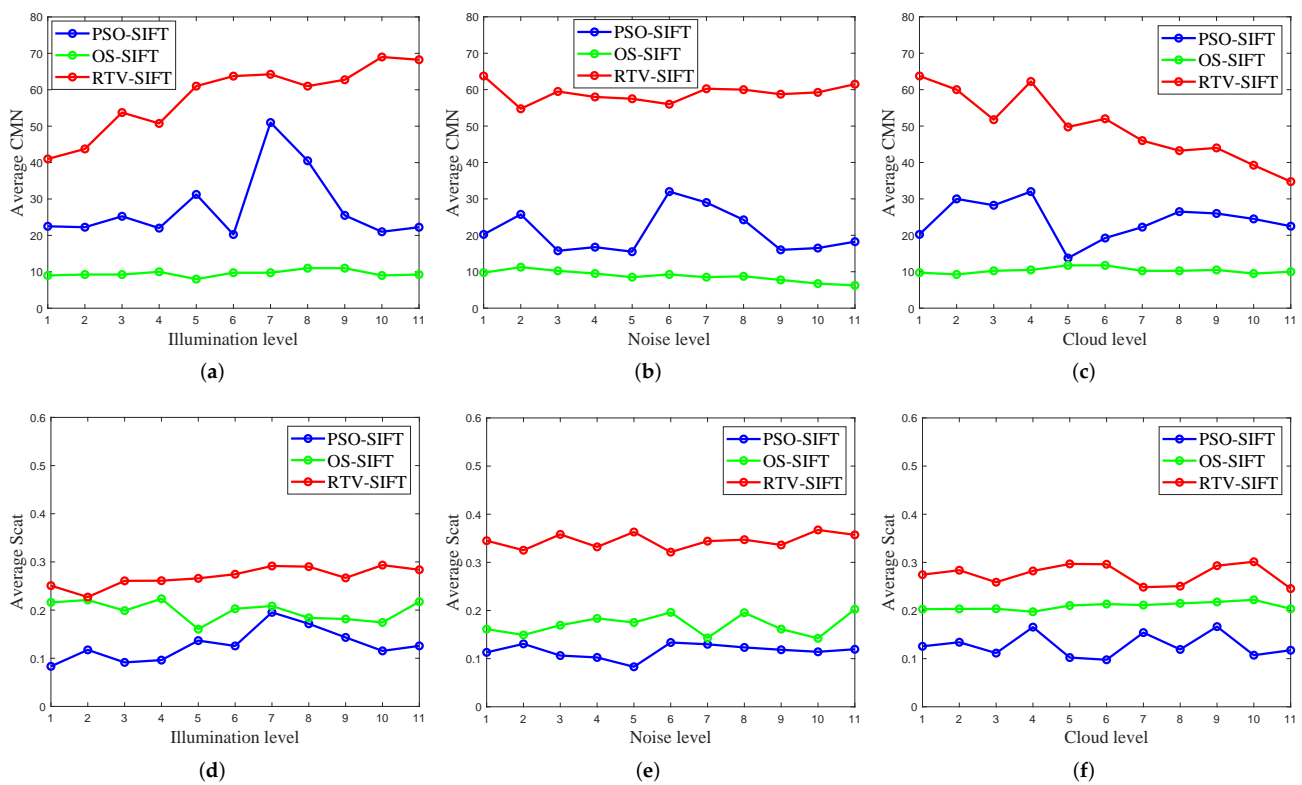 80
70
60
50
40
30
20
10
0
Average CMN
PSO-SIFT
OS-SIFT
RTV-SIFT
1 2 3 4 5 6 7 8 9 10 11
Illumination level
(a)
80
70
60
50
40
30
20
10
0
Average CMN
PSO-SIFT
OS-SIFT
RTV-SIFT
1 2 3 4 5 6 7 8 9 10 11
Noise level
(b)
80
70
60
50
40
30
20
10
0
Average CMN
PSO-SIFT
OS-SIFT
RTV-SIFT
1 2 3 4 5 6 7 8 9 10 11
Cloud level
(c)
0.6
0.5
0.4
0.3
0.2
0.1
0
Average Scat
PSO-SIFT
OS-SIFT
RTV-SIFT
1 2 3 4 5 6 7 8 9 10 11
Illumination level
(d)
0.6
0.5
0.4
0.3
0.2
0.1
0
Average Scat
PSO-SIFT
OS-SIFT
RTV-SIFT
1 2 3 4 5 6 7 8 9 10 11
Noise level
(e)
0.6
0.5
0.4
0.3
0.2
0.1
0
Average Scat
PSO-SIFT
OS-SIFT
RTV-SIFT
1 2 3 4 5 6 7 8 9 10 11
Cloud level
(f)